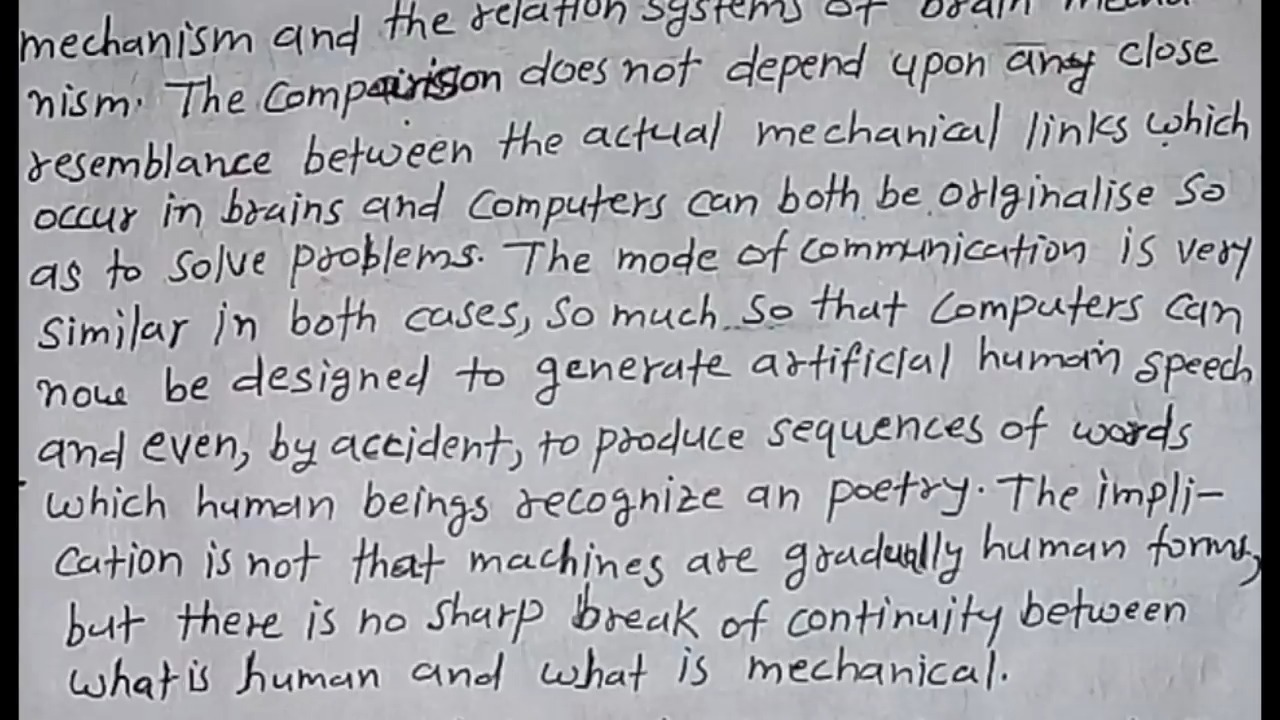 mechanism and the relation systems of brain mecha
nism. The Comparision does not depend upon any close
resemblance between the actual mechanical links which
occur in brains and computers can both be originalise so
as to solve problems. The mode of communication is very
similar in both cases, so much so that computers can
now be designed to generate artificial human speech
and even, by accident, to produce sequences of words
which human beings recognize an poetry. The impli-
cation is not that machines are gradually human forms,
but there is no sharp break of continuity between
what is human and what is mechanical.